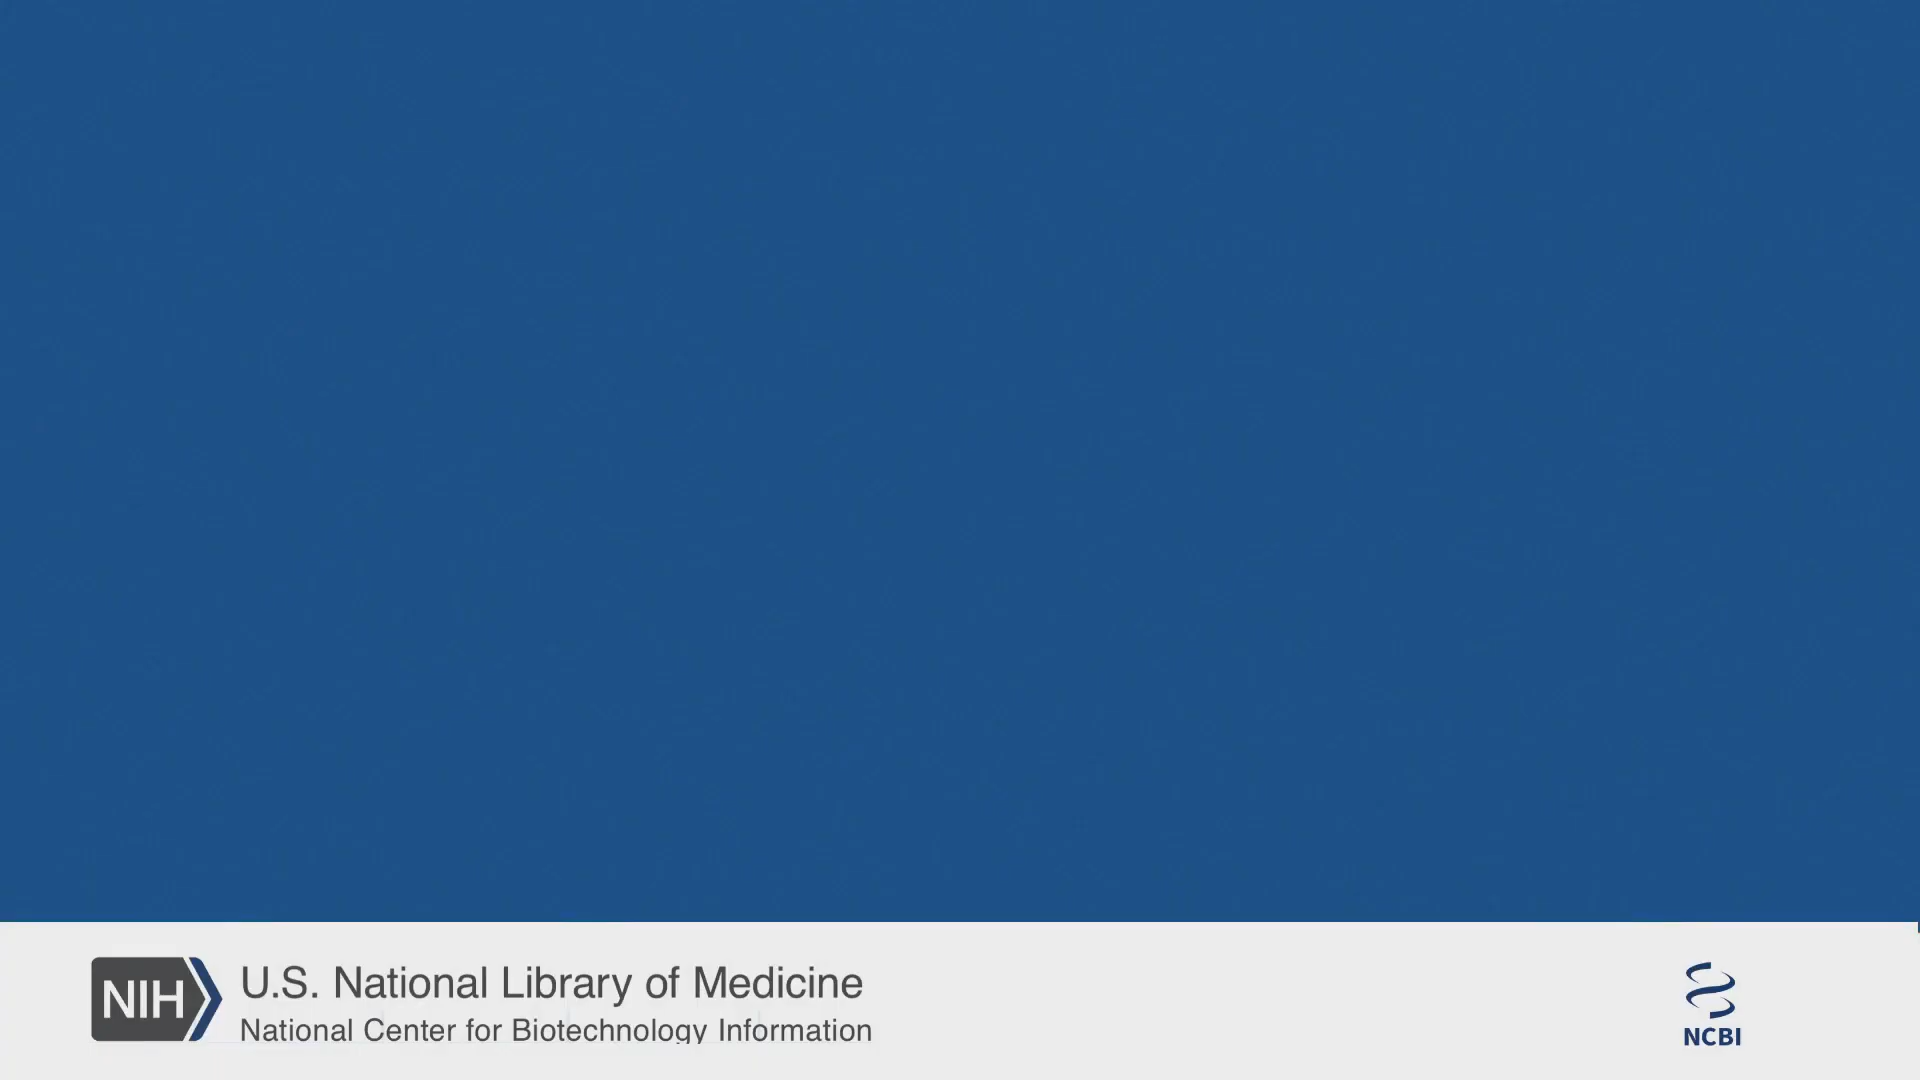 NIH
U.S. National Library of Medicine
National Center for Biotechnology Information
NCBI